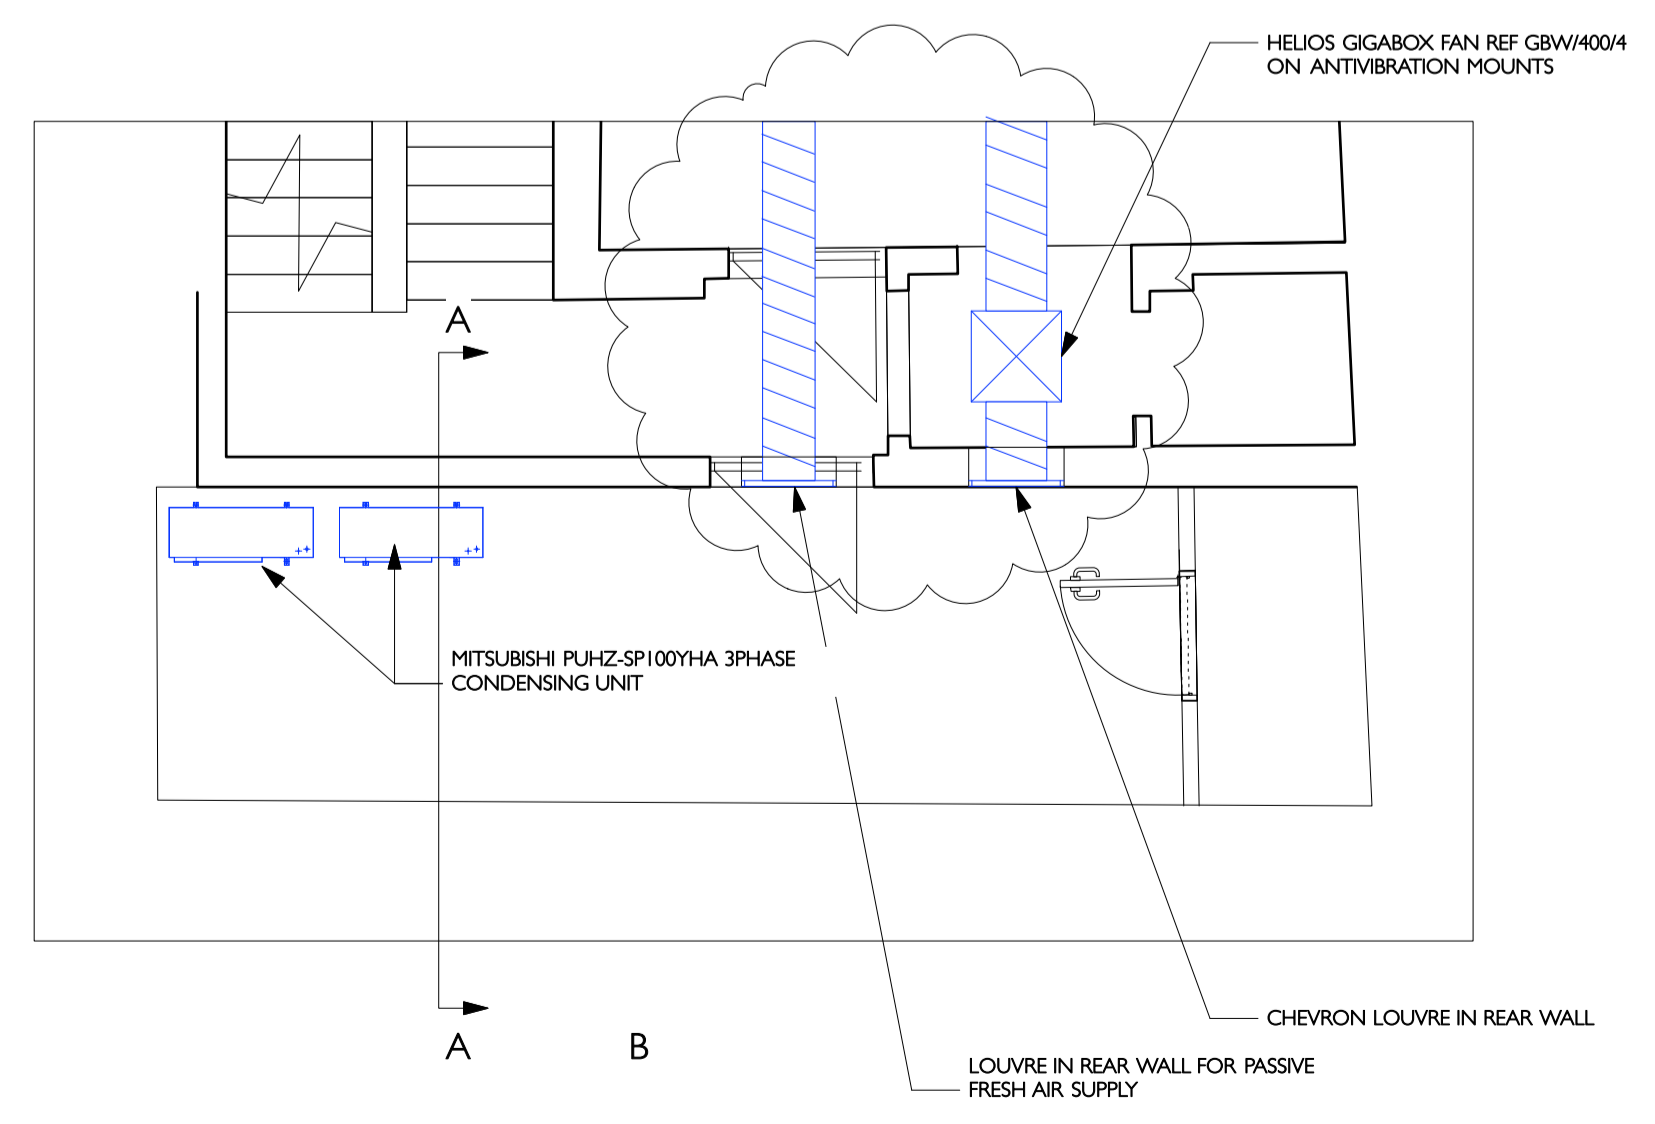 HELIOS GIGABOX FAN REF GBW/400/4
ON ANTIVIBRATION MOUNTS
A
MITSUBISHI PUHZ-SP100YHA 3PHASE
CONDENSING UNIT
CHEVRON LOUVRE IN REAR WALL
A
B
LOUVRE IN REAR WALL FOR PASSIVE
FRESH AIR SUPPLY